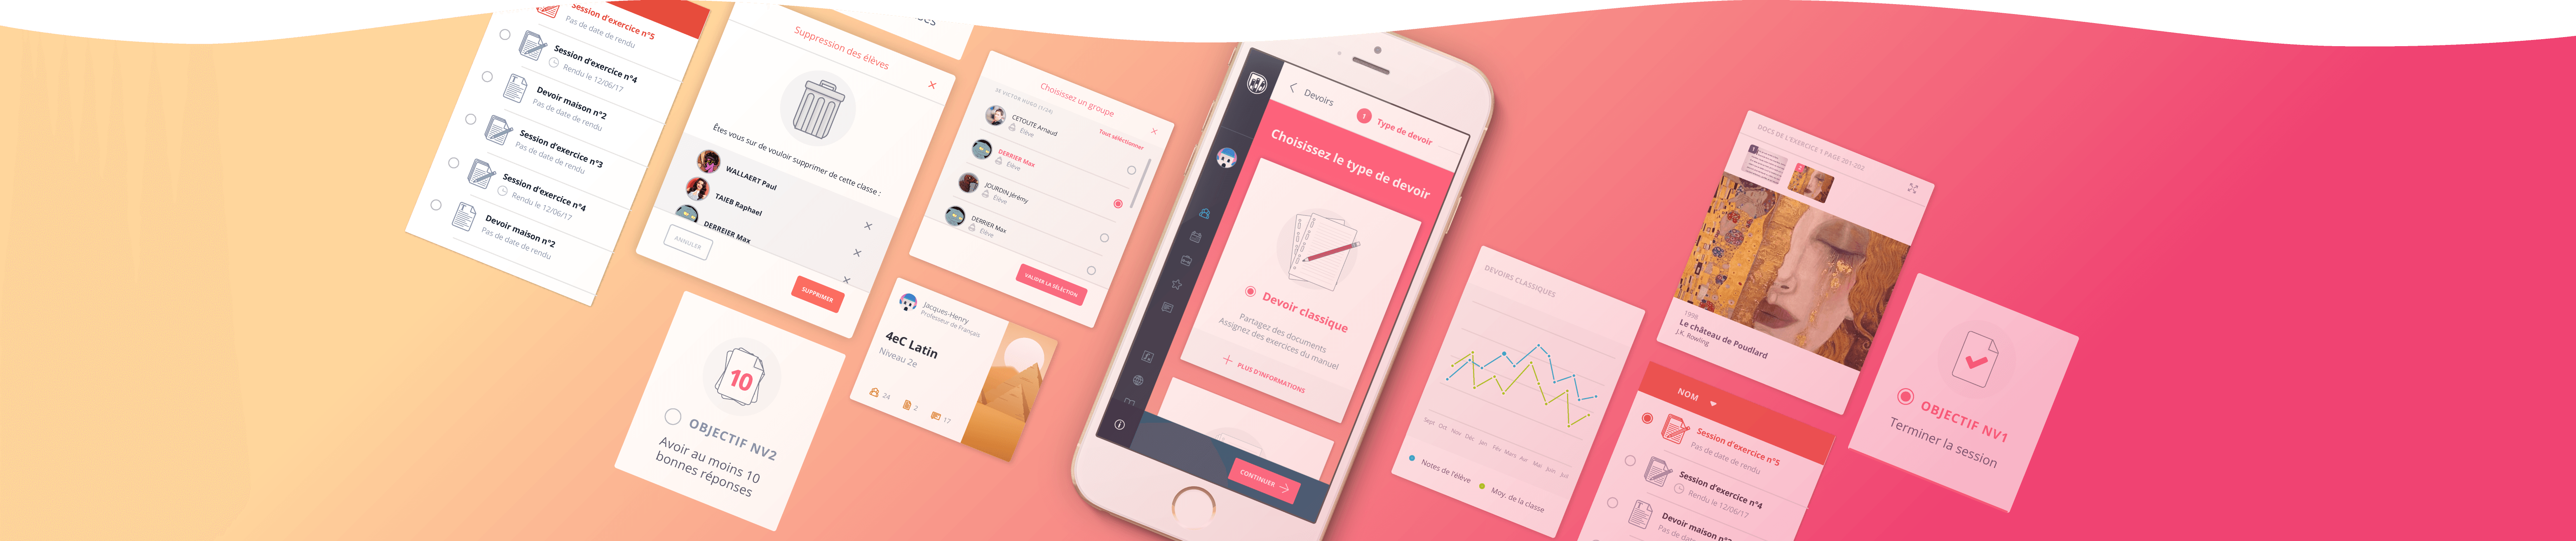 Session d'exercice n°5
Pas de date de rendu
Session d'exercice n°4
Rendu le 12/06/17
Devoir maison n°2
Pas de date de rendu
Session d'exercice n°3
Pas de date de rendu
Session d'exercice n°4
Rendu le 12/06/17
Devoir maison n°2
Pas de date de rendu
Suppression des élèves
Êtes vous sur de vouloir supprimer de cette classe :
WALLAERT Paul
TAIEB Raphael
DERREIER Max
ANNULER
SUPPRIMER
10
OBJECTIF NV2
Avoir au moins 10
bonnes réponses
Choisissez un groupe
DE VICTOR HUGO (1/24)
Tout sélectionner
CETOUTE Arnaud
Élève
DERRIER Max
Élève
JOURDIN Jérémy
Élève
DERRIER Max
Élève
VALIDER LA SÉLECTION
Jacques-Henry
Professeur de Français
4eC Latin
Niveau 2e
24
2
17
Devoirs
1
Type de devoir
Choisissez le type de devoir
Devoir classique
Partagez des documents
Assignez des exercices du manuel
PLUS D'INFORMATIONS
CONTINUER
DEVOIRS CLASSIQUES
Sept Oct Nov Déc Jan Fév Mars Avr Mai Juin Juil
Notes de l'élève
Moy. de la classe
DOCS DE L'EXERCICE 1 PAGE 201-202
1998
Le château de Poudlard
J.K. Rowling
NOM
Session d'exercice n°5
Pas de date de rendu
Session d'exercice n°4
Rendu le 12/06/17
Devoir maison n°2
Pas de date
OBJECTIF NV1
Terminer la session